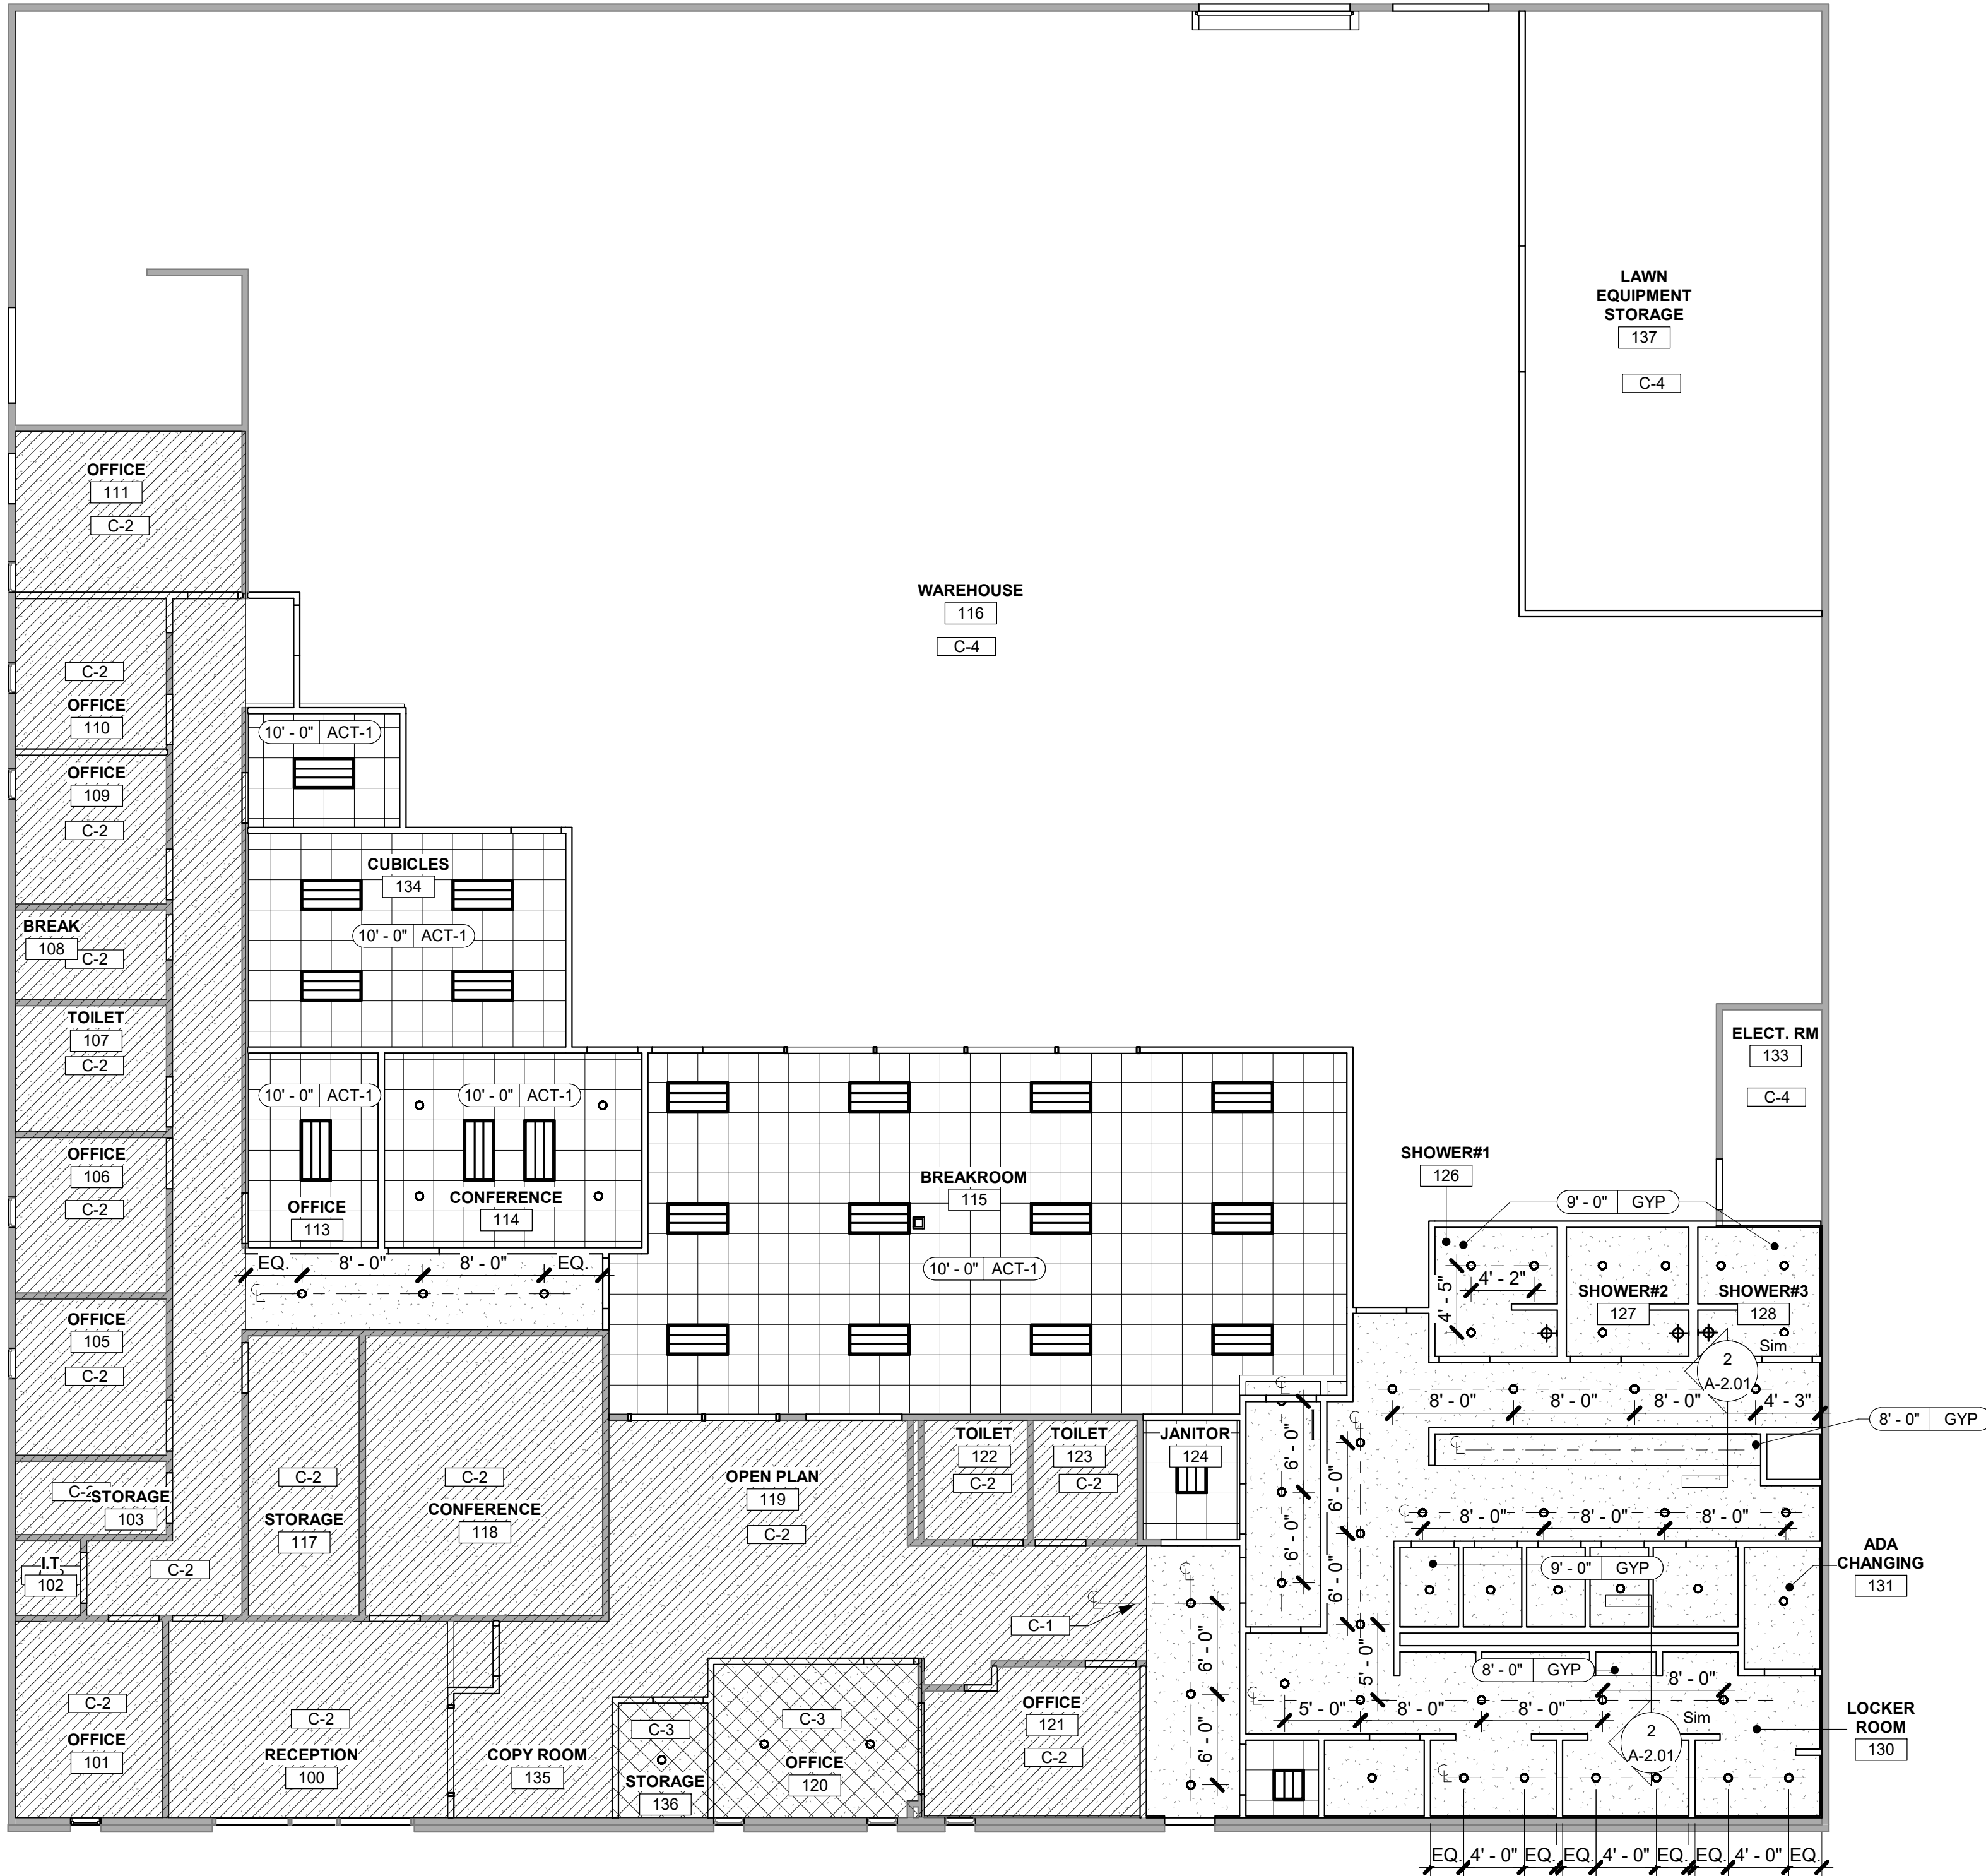 LAWN
EQUIPMENT
STORAGE
137
C-4
OFFICE
111
C-2
WAREHOUSE
116
C-4
C-2
OFFICE
110
10' - 0" ACT-1
OFFICE
109
C-2
CUBICLES
134
10' - 0" ACT-1
BREAK
108
C-2
TOILET
107
C-2
ELECT. RM
133
C-4
10' - 0" ACT-1
10' - 0" ACT-1
OFFICE
106
C-2
OFFICE
113
CONFERENCE
114
BREAKROOM
115
10' - 0" ACT-1
SHOWER#1
126
9' - 0" GYP
EQ. 8' - 0" 8' - 0" EQ.
4' - 5"
4' - 2"
SHOWER#2
127
SHOWER#3
128
OFFICE
105
C-2
Sim
2
A-2.01
8' - 0" 8' - 0" 8' - 0" 4' - 3"
8' - 0" GYP
C-2
STORAGE
103
C-2
STORAGE
117
C-2
CONFERENCE
118
OPEN PLAN
119
C-2
TOILET
122
C-2
TOILET
123
C-2
JANITOR
124
6' - 0"
6' - 0"
6' - 0"
6' - 0"
8' - 0" 8' - 0" 8' - 0"
I.T
102
C-2
9' - 0" GYP
ADA
CHANGING
131
C-1
6' - 0"
6' - 0"
5' - 0"
8' - 0" GYP
8' - 0"
5' - 0" 8' - 0" 8' - 0"
Sim
2
A-2.01
LOCKER
ROOM
130
C-2
OFFICE
101
C-2
RECEPTION
100
COPY ROOM
135
C-3
STORAGE
136
C-3
OFFICE
120
OFFICE
121
C-2
EQ. 4' - 0" EQ. EQ. 4' - 0" EQ. EQ. 4' - 0" EQ.